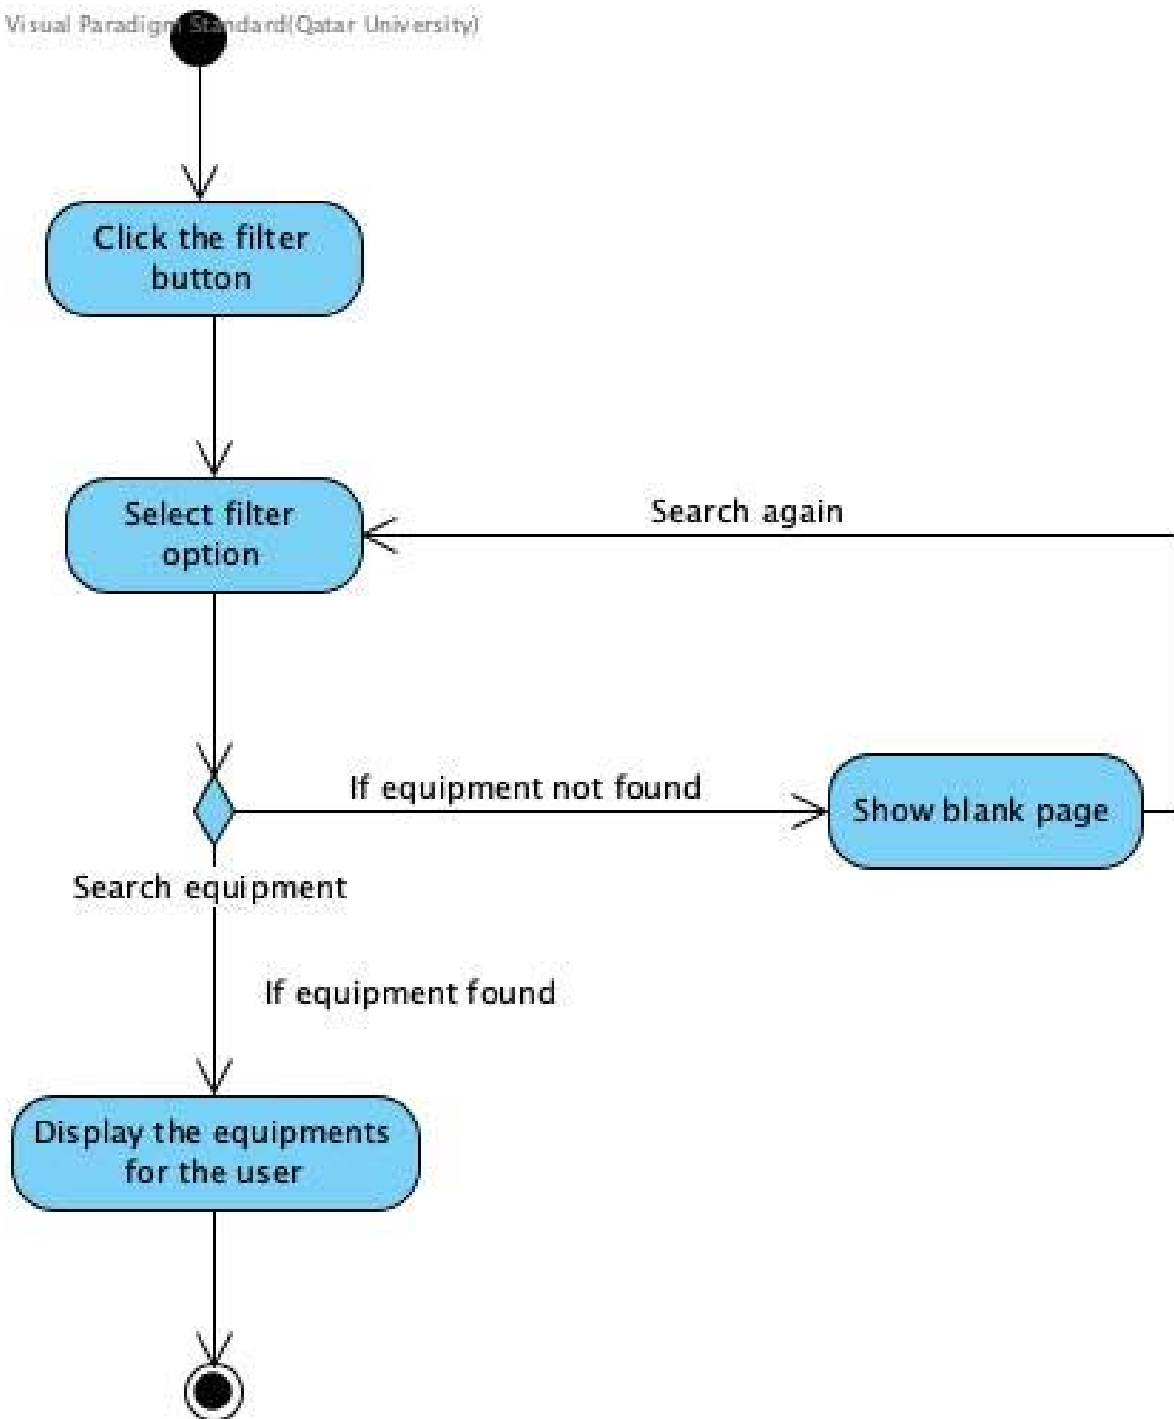 Visual Paradigm Standard(Qatar University)
Click the filter
button
Select filter
option
Search again
If equipment not found
Show blank page
Search equipment
If equipment found
Display the equipments
for the user